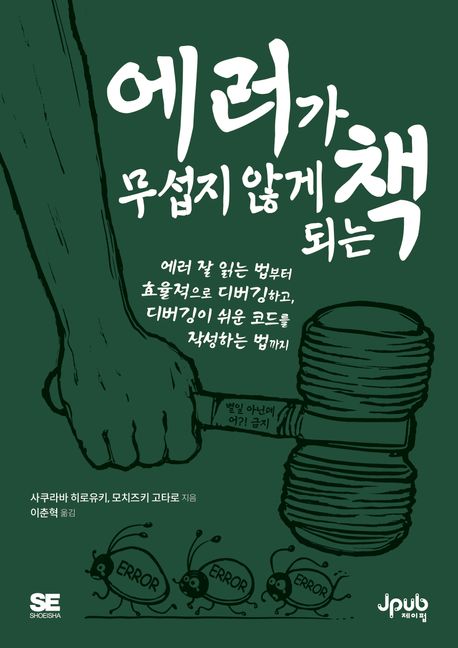 에러가
무섭지 않게
되는 책
에러 잘 읽는 법부터
효율적으로 디버깅하고,
디버깅이 쉬운 코드를
작성하는 법까지
별일 아닌데
어?! 금지
사쿠라바 히로유키, 모치즈키 고타로 지음
이춘혁 옮김
ERROR
ERROR
ERROR
SE
SHOEISHA
Jpub
제이펍